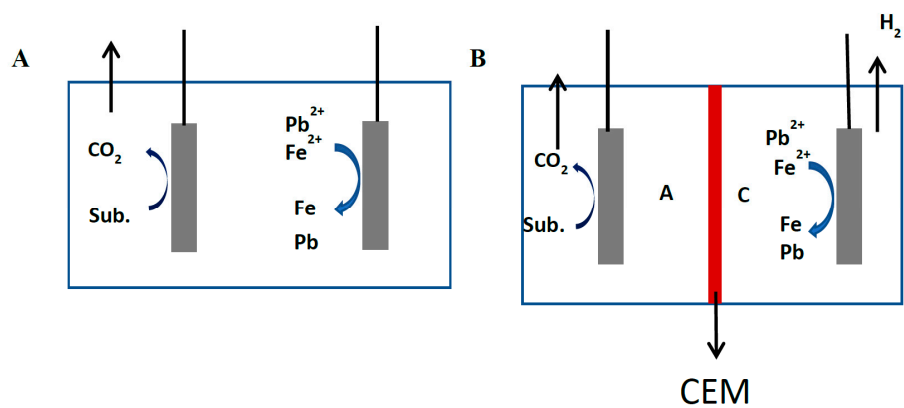 A
CO₂
Sub.
Pb²⁺
Fe²⁺
Fe
Pb
B
H₂
CO₂
Sub.
A
C
Pb²⁺
Fe²⁺
Fe
Pb
CEM